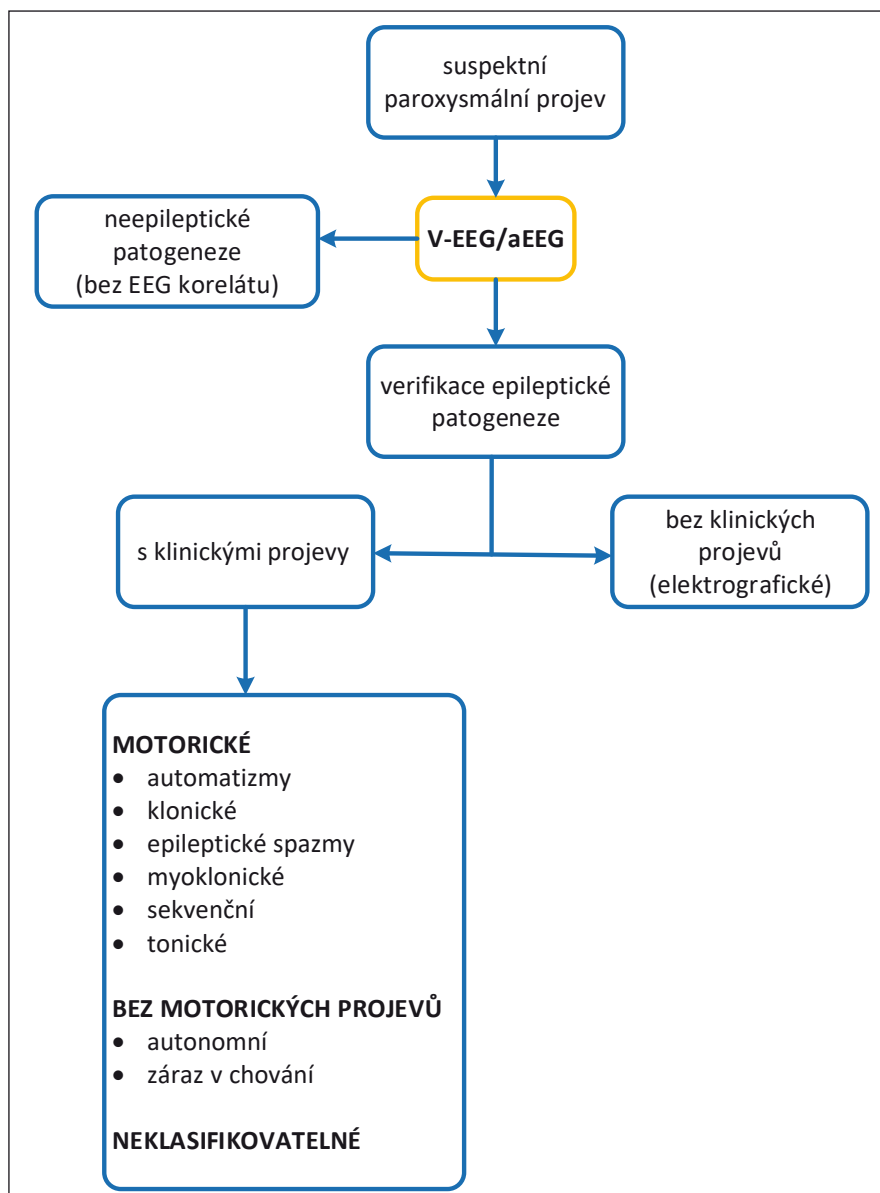 suspektní
paroxysmální projev
neepileptické
patogeneze
(bez EEG korelátu)
V-EEG/aEEG
verifikace epileptické
patogeneze
s klinickými projevy
bez klinických
projevů
(elektrografické)
MOTORICKÉ
• automatizmy
• klonické
• epileptické spazmy
• myoklonické
• sekvenční
• tonické
BEZ MOTORICKÝCH PROJEVŮ
• autonomní
• záraz v chování
NEKLASIFIKOVATELNÉ